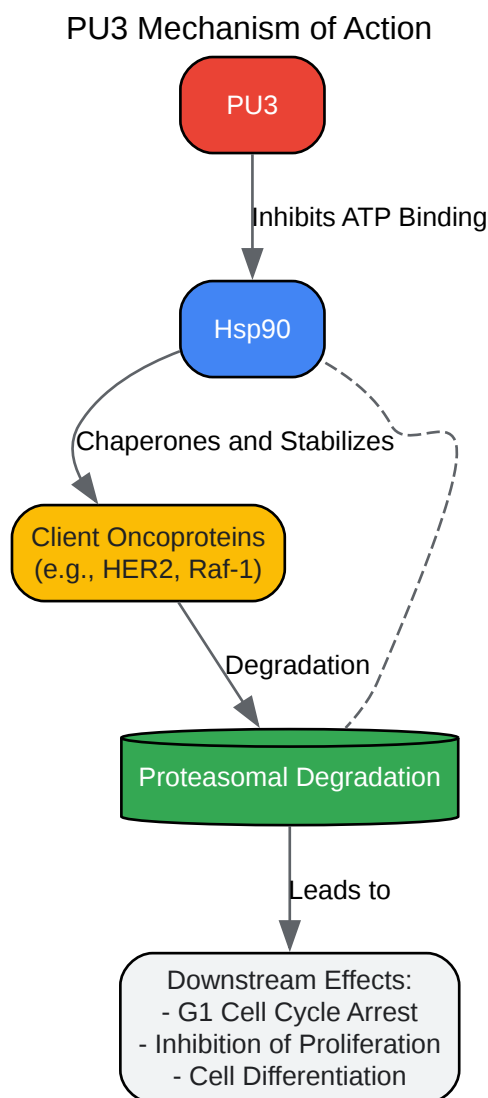 PU3 Mechanism of Action
PU3
Inhibits ATP Binding
Hsp90
Chaperones and Stabilizes
Client Oncoproteins
(e.g., HER2, Raf-1)
Degradation
Proteasomal Degradation
Leads to
Downstream Effects:
- G1 Cell Cycle Arrest
- Inhibition of Proliferation
- Cell Differentiation